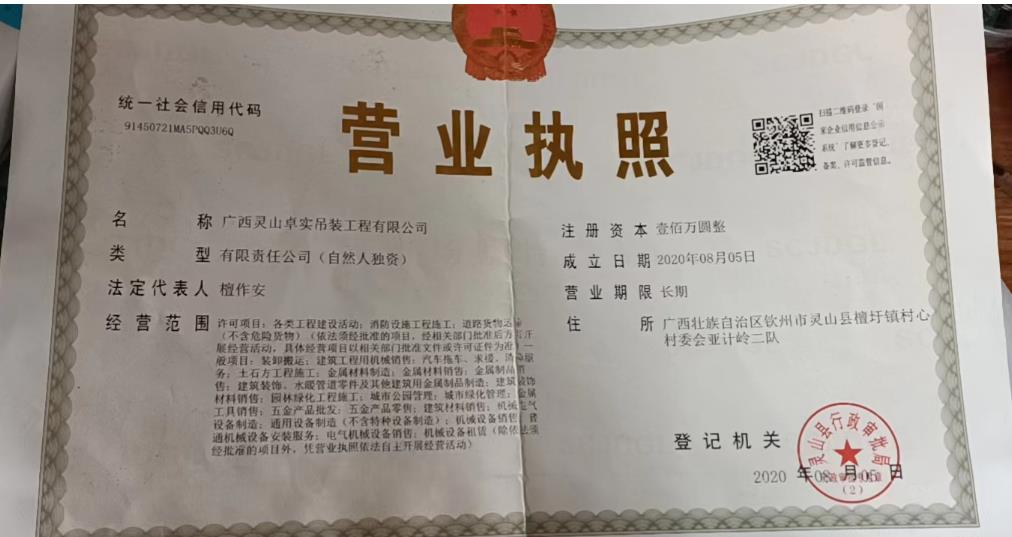 统一社会信用代码
91450721MA5PQQ3U6Q
营业执照
扫描二维码登录‘国
家企业信用信息公示
系统’了解更多登记、
备案、许可监管信息。
名称 广西灵山卓实吊装工程有限公司
类型 有限责任公司（自然人独资）
法定代表人 檀作安
经营范围 许可项目：各类工程建设活动；消防设施工程施工；道路货物运输
（不含危险货物）（依法须经批准的项目，经相关部门批准后方可开
展经营活动，具体经营项目以相关部门批准文件或许可证件为准）一
般项目：装卸搬运；建筑工程用机械销售；汽车拖车、求援、清障服
务；土石方工程施工；金属材料制造；金属材料销售；金属制品销
售；建筑装饰、水暖管道零件及其他建筑用金属制品制造；建筑装饰
材料销售；园林绿化工程施工；城市公园管理；城市绿化管理；金属
工具销售；五金产品批发；五金产品零售；建筑材料销售；机械电气
设备制造；通用设备制造（不含特种设备制造）；机械设备销售；普
通机械设备安装服务；电气机械设备销售；机械设备租赁（除依法须
经批准的项目外，凭营业执照依法自主开展经营活动）
注册资本 壹佰万圆整
成立日期 2020年08月05日
营业期限 长期
住所 广西壮族自治区钦州市灵山县檀圩镇村心
村委会亚计岭二队
登记机关
灵山县行政审批局
（2）
2020 年 08 月 05 日